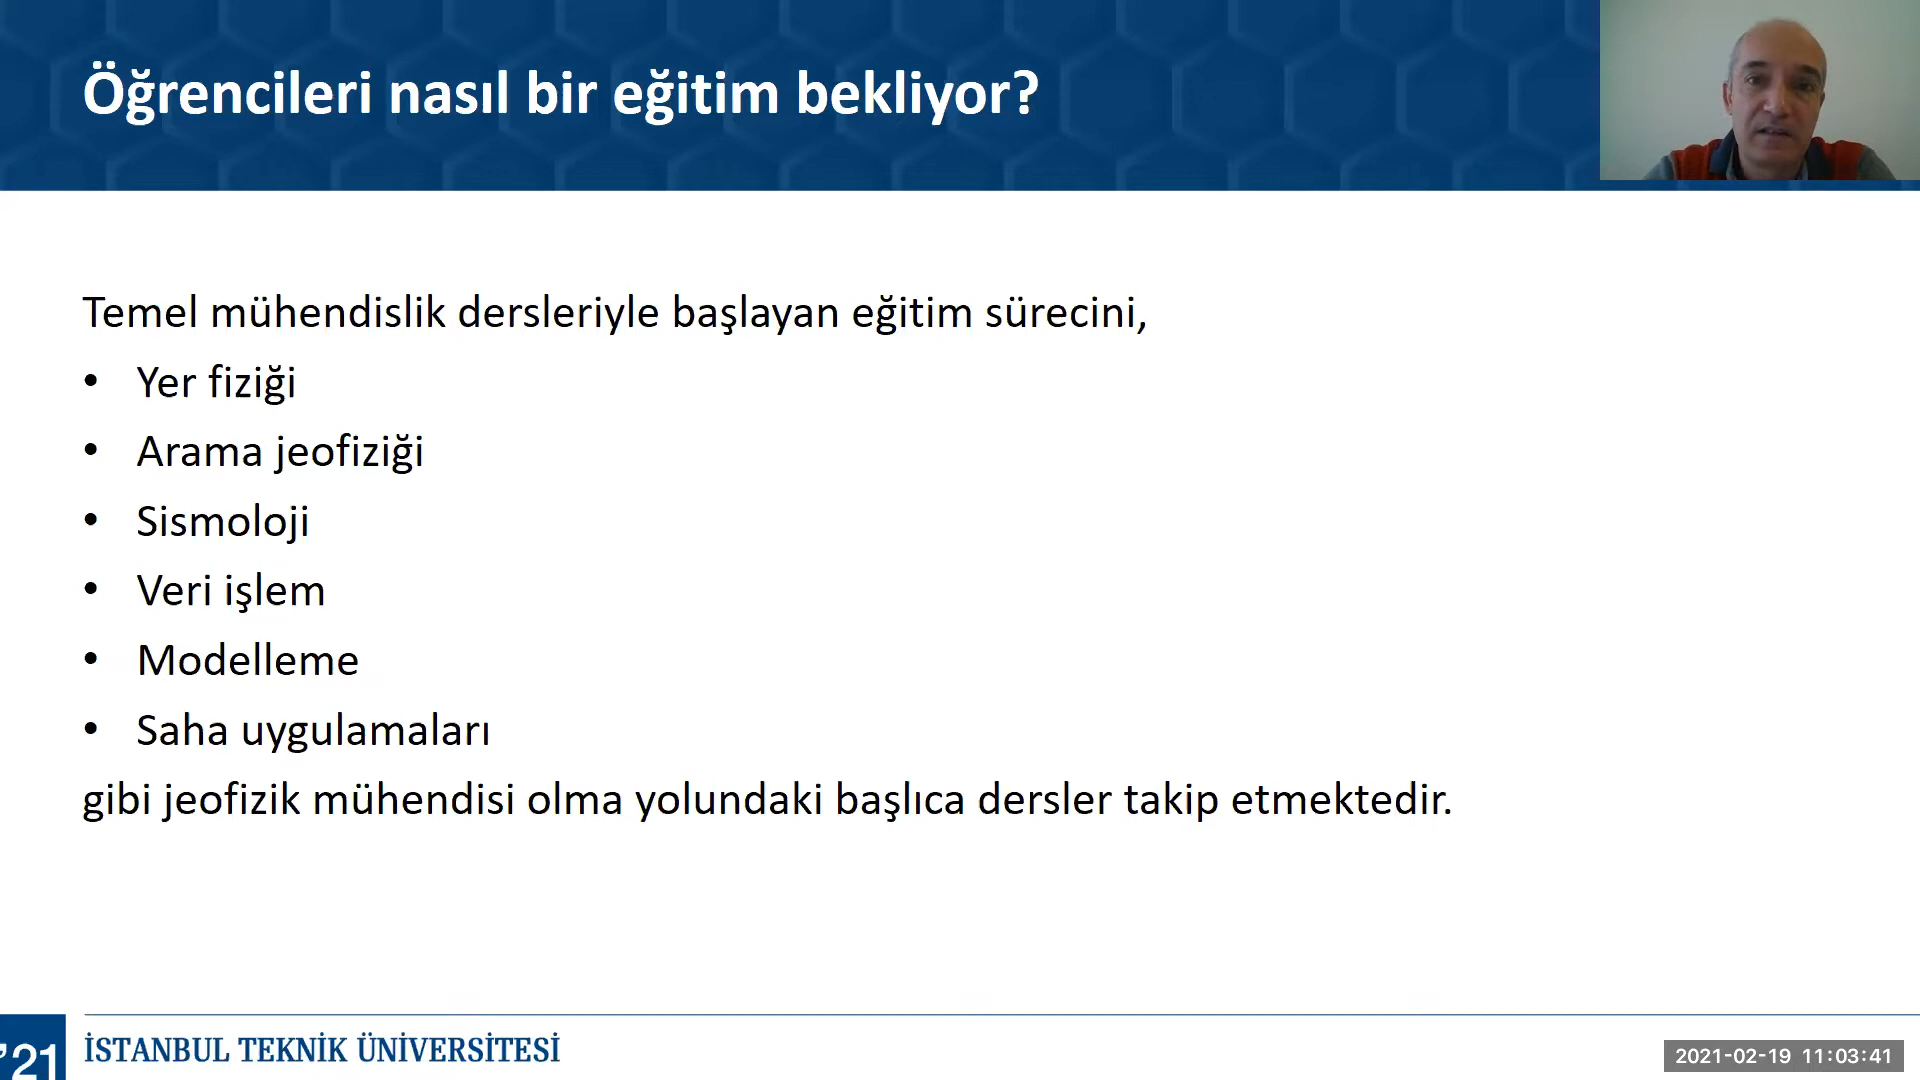 Öğrencileri nasıl bir eğitim bekliyor?
Temel mühendislik dersleriyle başlayan eğitim sürecini,
• Yer fiziği
• Arama jeofiziği
• Sismoloji
• Veri işlem
• Modelleme
• Saha uygulamaları
gibi jeofizik mühendisi olma yolundaki başlıca dersler takip etmektedir.
’21
İSTANBUL TEKNİK ÜNİVERSİTESİ
2021-02-19 11:03:41